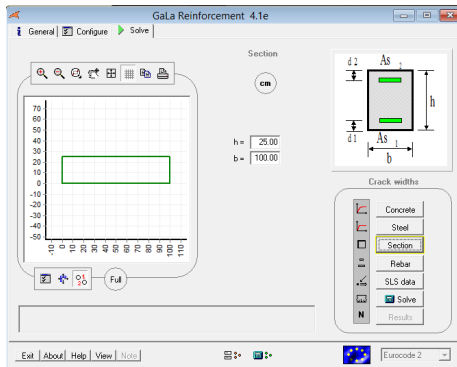 GaLa Reinforcement 4.1e
General Configure Solve
Section
cm
h = 25.00
b = 100.00
d 2 As 2
h
d 1 As 1
b
70
60
50
40
30
20
10
0
-10
-20
-30
-40
-50
-10 0 10 20 30 40 50 60 70 80 90 100 110
Full
Crack widths
Concrete
Steel
Section
Rebar
SLS data
Solve
N Results
Exit About Help View Note
Eurocode 2